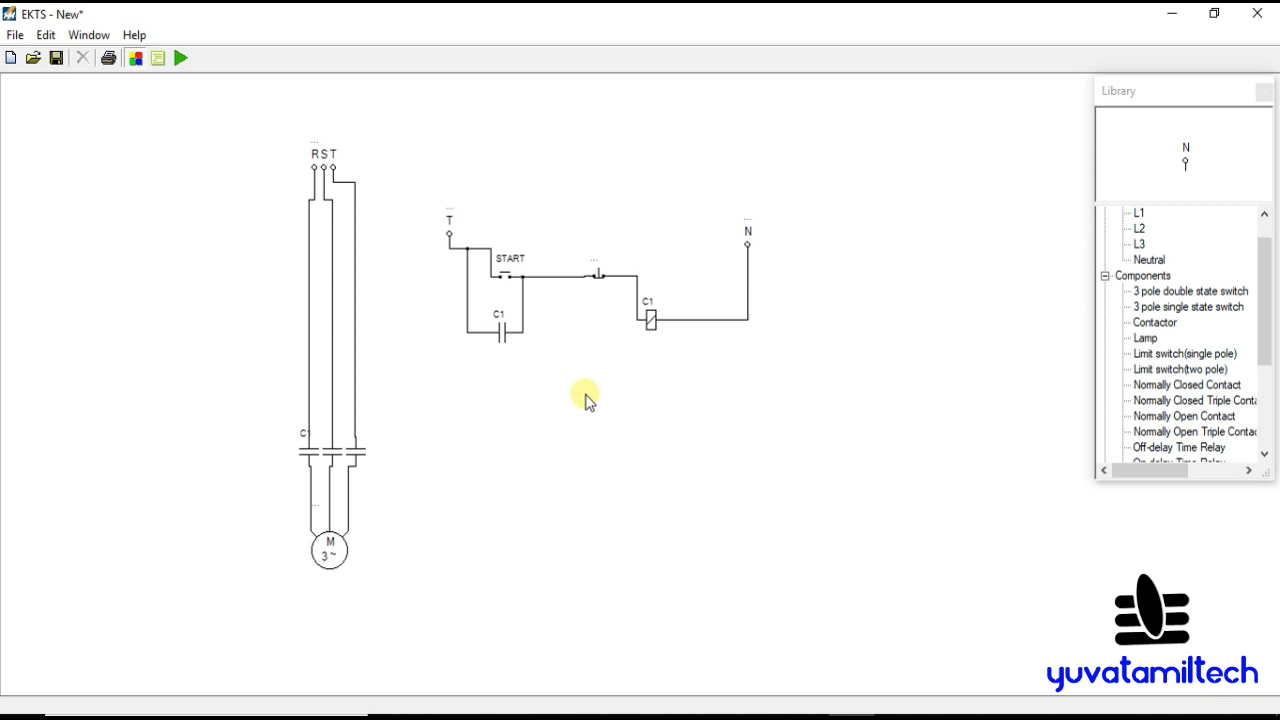 EKTS - New*
File Edit Window Help
Library
N
L1
L2
L3
Neutral
Components
3 pole double state switch
3 pole single state switch
Contactor
Lamp
Limit switch(single pole)
Limit switch(two pole)
Normally Closed Contact
Normally Closed Triple Conta
Normally Open Contact
Normally Open Triple Contac
Off-delay Time Relay
On-delay Time Relay
...
R S T
...
T
...
N
START
...
C1
C1
C1
...
M
3 ~
yuvatamiltech